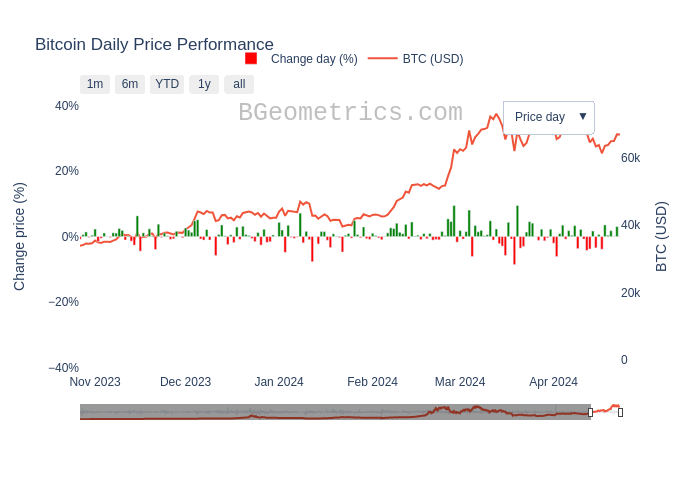 Bitcoin Daily Price Performance
Change day (%) BTC (USD)
1m 6m YTD 1y all
BGeometrics.com
Price day ▼
40%
20%
0%
−20%
−40%
Change price (%)
60k
40k
20k
0
BTC (USD)
Nov 2023 Dec 2023 Jan 2024 Feb 2024 Mar 2024 Apr 2024